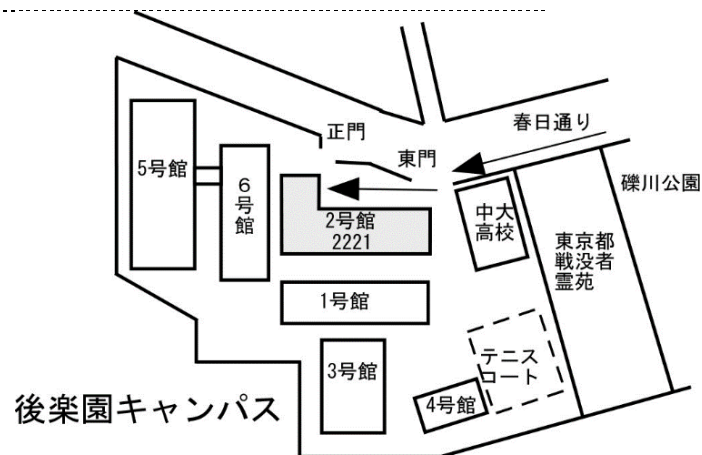 正門
春日通り
東門
5号館
6
号
館
礫川公園
2号館
2221
中大
高校
東京都
戦没者
霊苑
1号館
テニス
コート
3号館
4号館
後楽園キャンパス